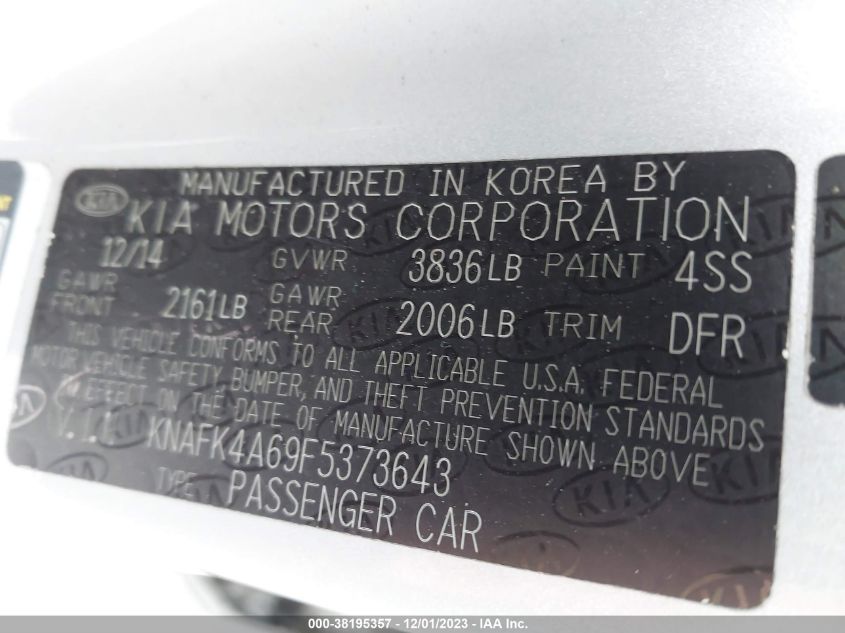 MANUFACTURED IN KOREA BY
KIA KIA MOTORS CORPORATION
12/14 GVWR 3836LB PAINT 4SS
GAWR FRONT 2161LB GAWR REAR 2006LB TRIM DFR
THIS VEHICLE CONFORMS TO ALL APPLICABLE U.S.A. FEDERAL
MOTOR VEHICLE SAFETY, BUMPER, AND THEFT PREVENTION STANDARDS
IN EFFECT ON THE DATE OF MANUFACTURE SHOWN ABOVE
V.I.N KNAFK4A69F5373643
TYPE PASSENGER CAR
000-38195357 - 12/01/2023 - IAA Inc.